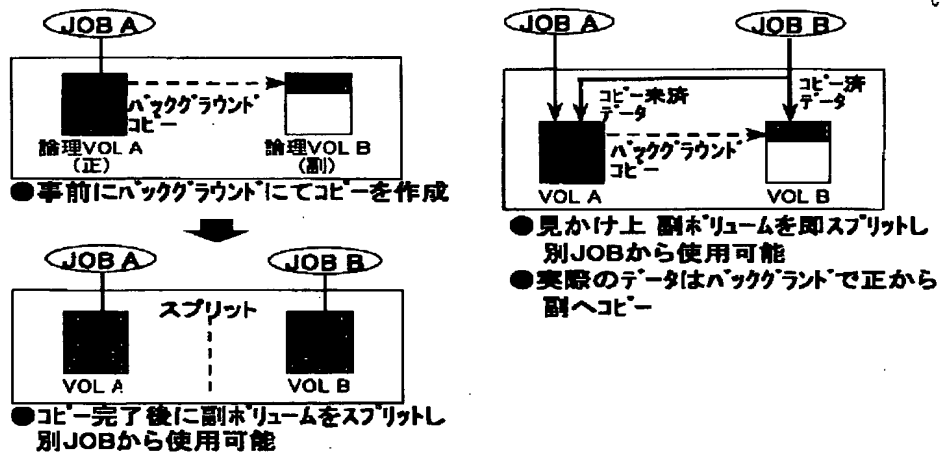 JOB A
バックグラウンド
コピー
論理VOL A
(正)
論理VOL B
(副)
●事前にバックグラウンドにてコピーを作成
JOB A
JOB B
スプリット
VOL A
VOL B
●コピー完了後に副ボリュームをスプリットし
別JOBから使用可能
JOB A
JOB B
コピー未済
データ
コピー済
データ
バックグラウンド
コピー
VOL A
VOL B
●見かけ上 副ボリュームを即スプリットし
別JOBから使用可能
●実際のデータはバックグランドで正から
副へコピー